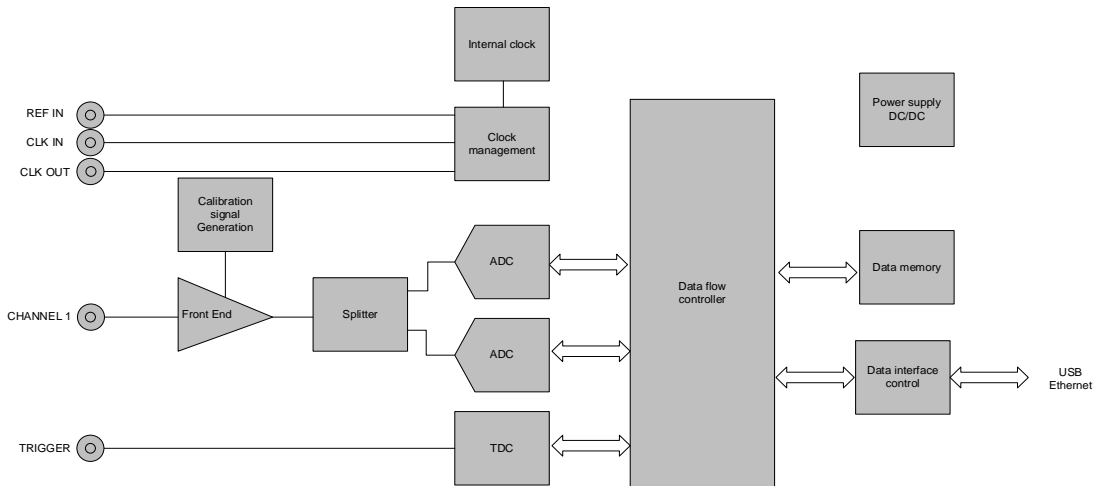 Internal clock
REF IN
CLK IN
CLK OUT
Clock
management
Power supply
DC/DC
Calibration
signal
Generation
ADC
Data flow
controller
Data memory
CHANNEL 1
Front End
Splitter
ADC
Data interface
control
USB
Ethernet
TRIGGER
TDC